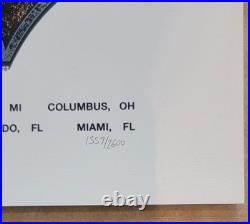 MI COLUMBUS, OH
DO, FL MIAMI, FL
1557/2600